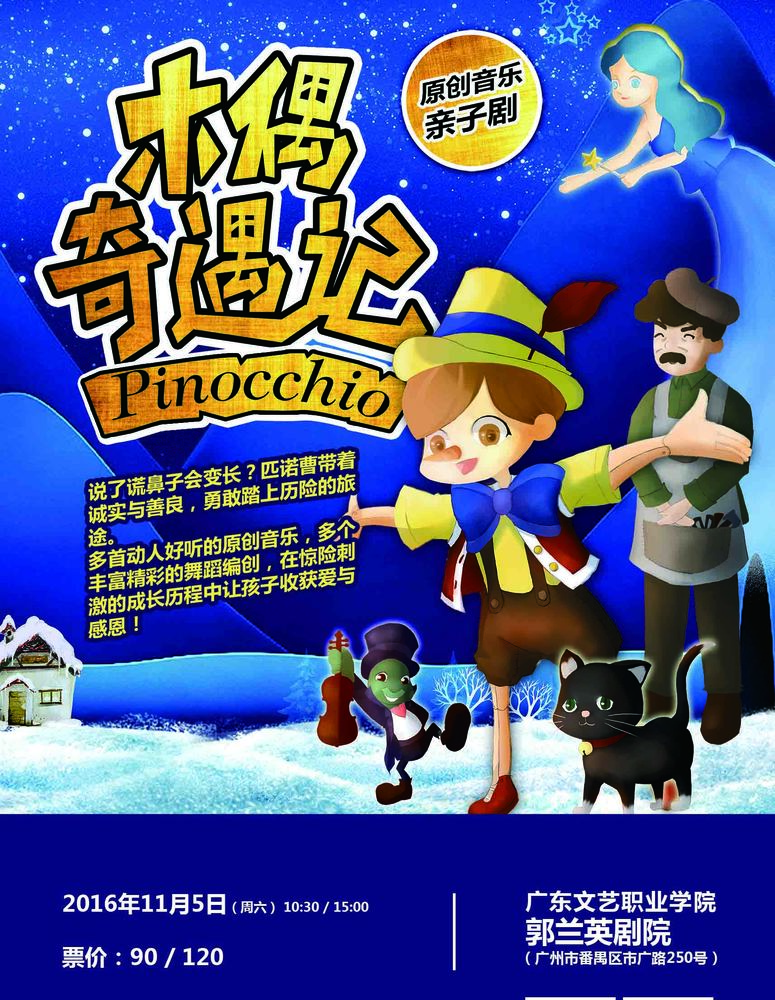 原创音乐
亲子剧
木偶
奇遇记
Pinocchio
说了谎鼻子会变长？匹诺曹带着
诚实与善良，勇敢踏上历险的旅
途。
多首动人好听的原创音乐，多个
丰富精彩的舞蹈编创，在惊险刺
激的成长历程中让孩子收获爱与
感恩！
2016年11月5日（周六） 10:30 / 15:00
票价：90 / 120
广东文艺职业学院
郭兰英剧院
（广州市番禺区市广路250号）